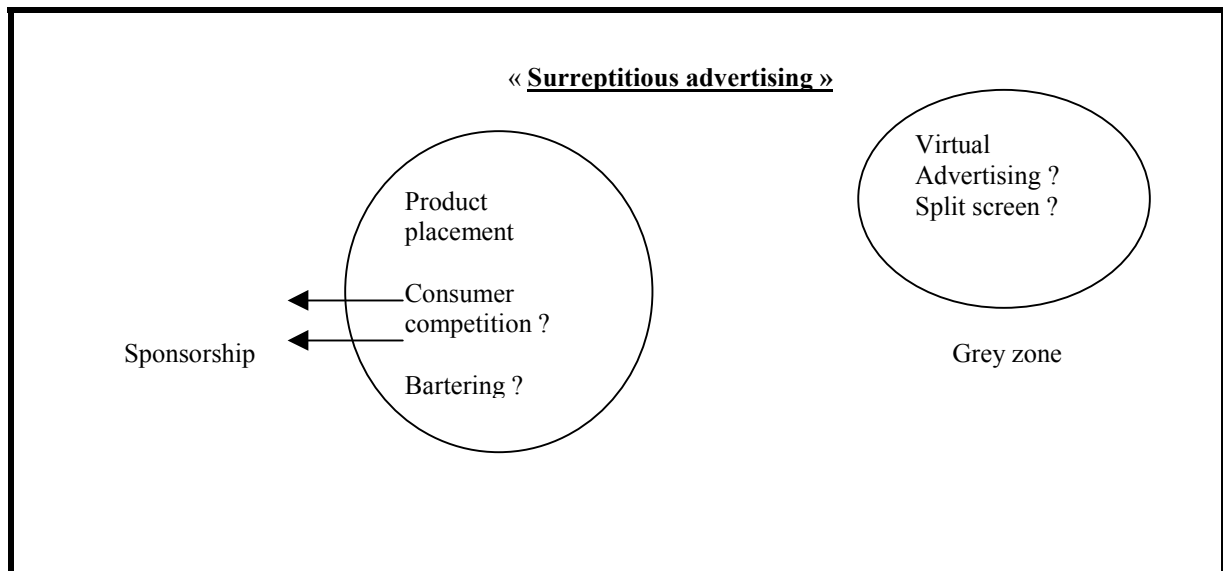 « Surreptitious advertising »
Virtual
Advertising ?
Split screen ?
Product
placement
Consumer
competition ?
Sponsorship
Grey zone
Bartering ?